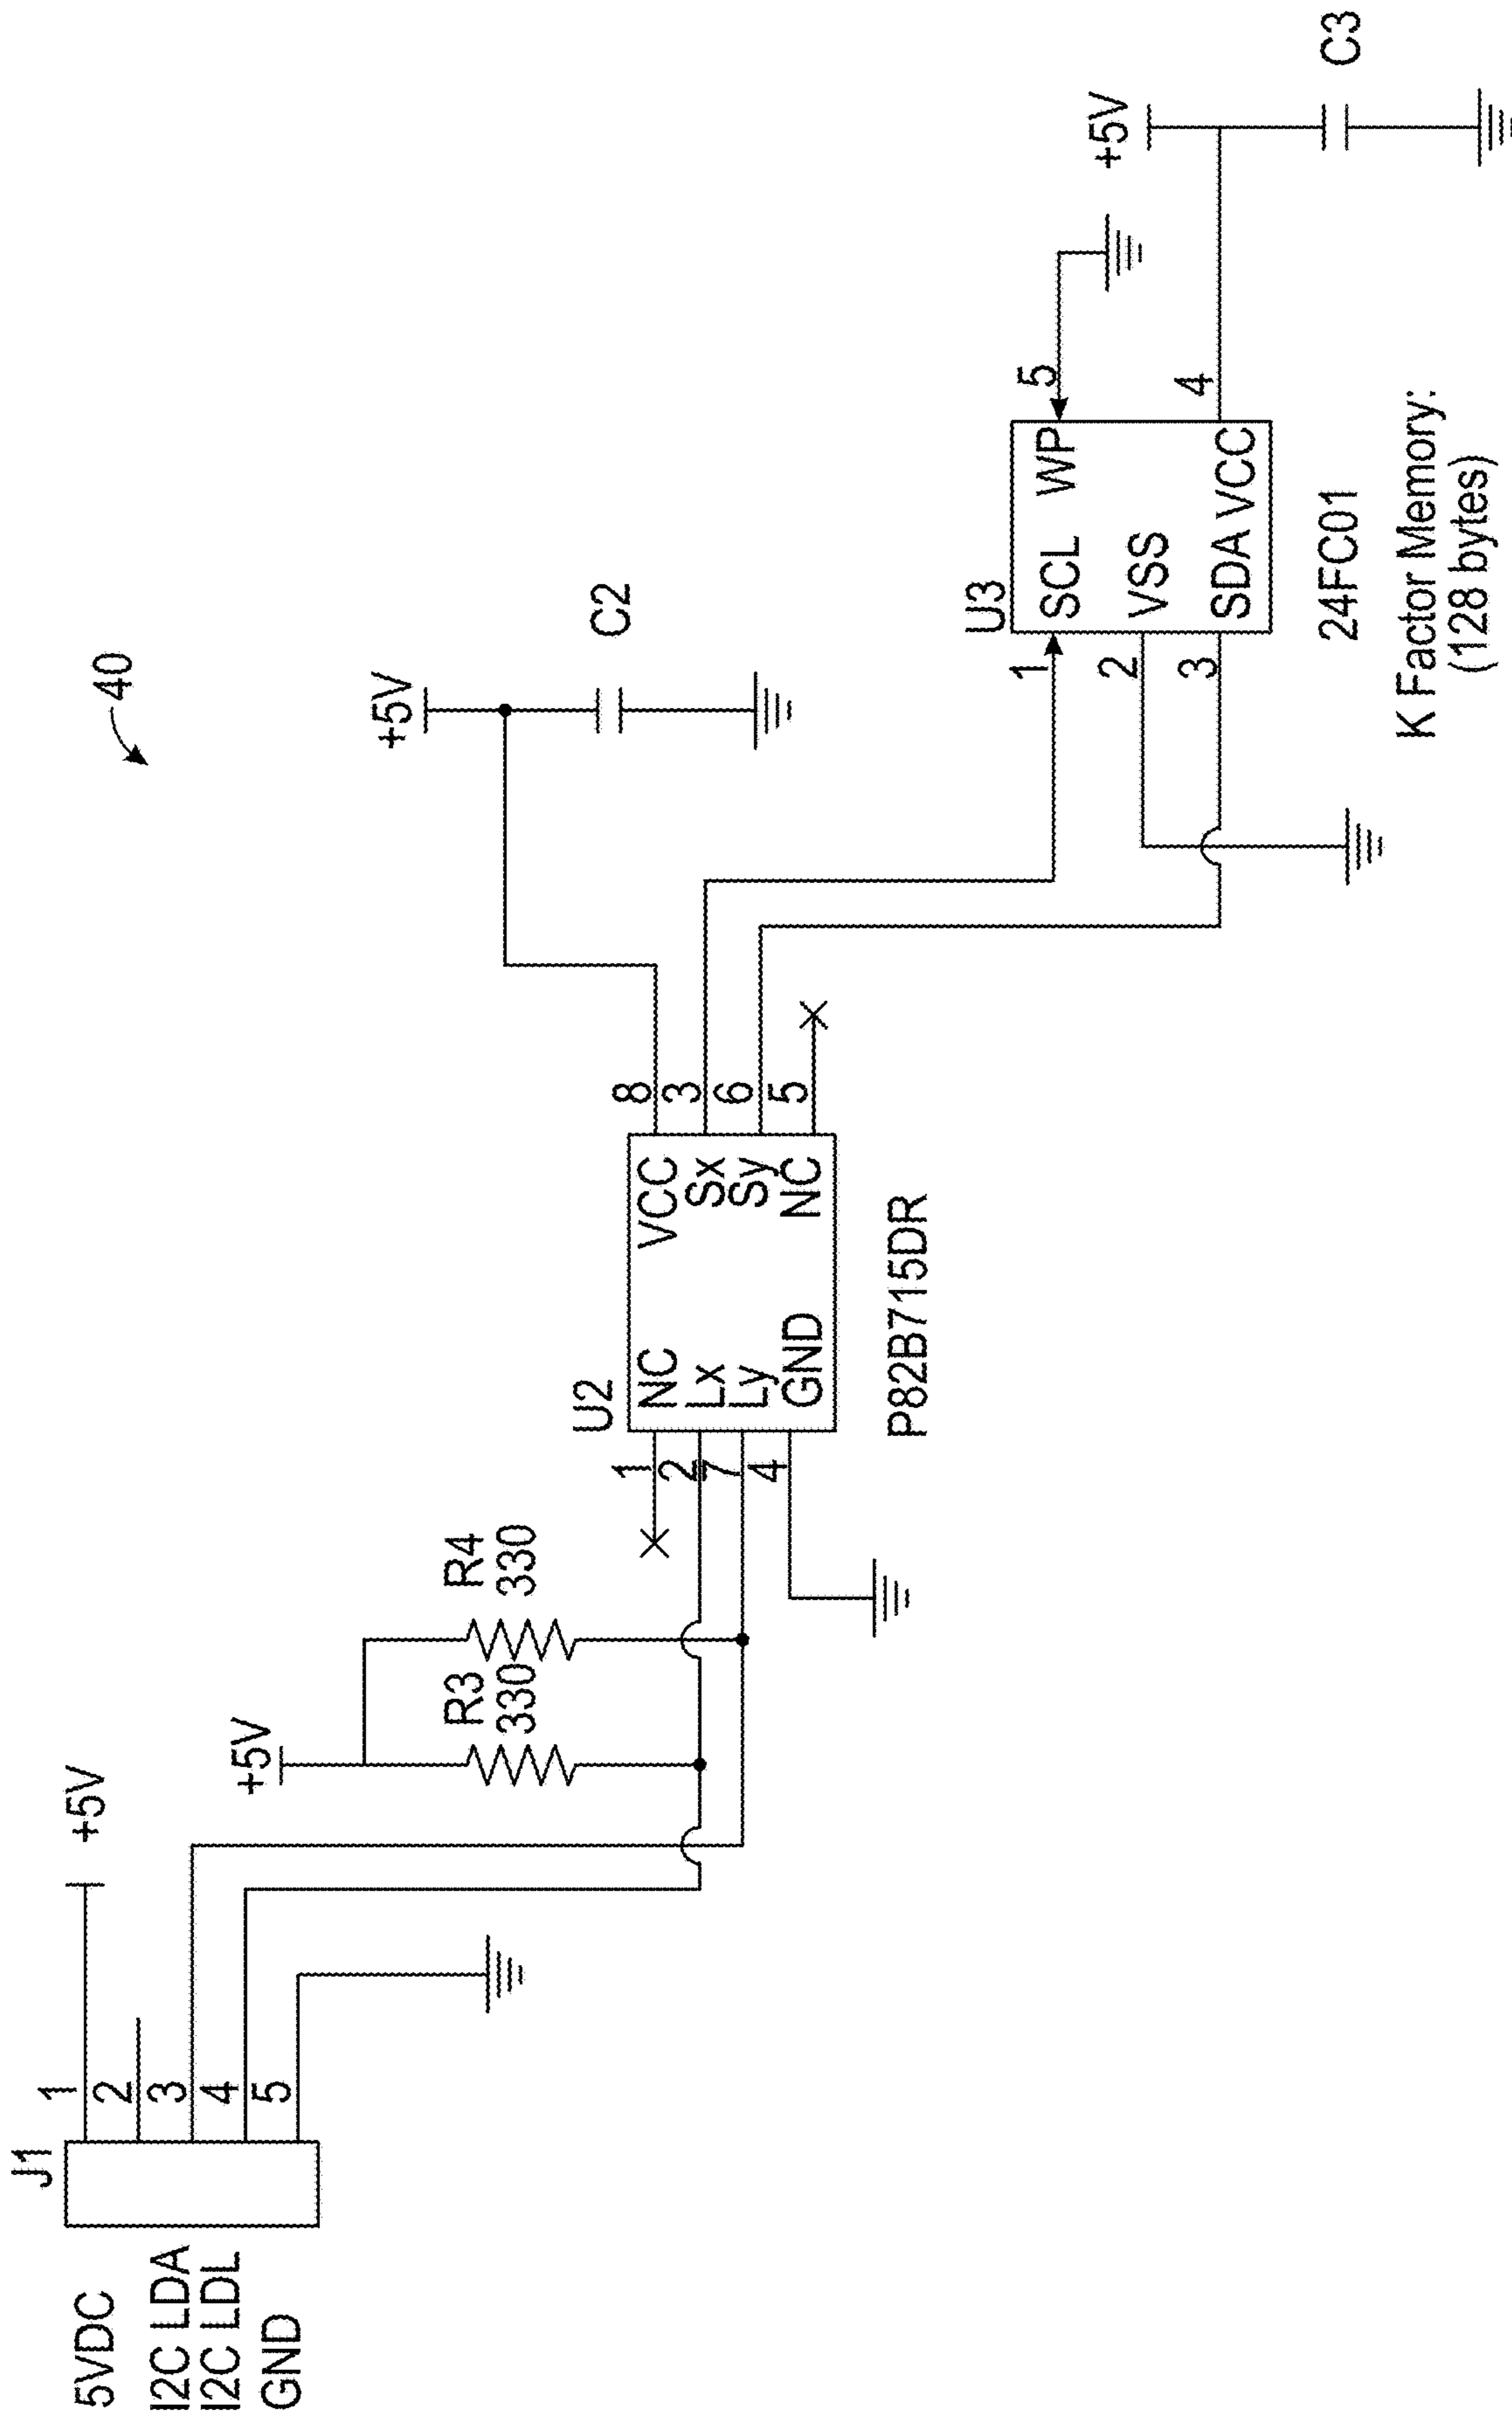 40
J1
5VDC
I2C LDA
I2C LDL
GND
1
2
3
4
5
+5V
+5V
R3
330
R4
330
U2
1
2
7
4
NC
Lx
Ly
GND
VCC
Sx
Sy
NC
8
3
6
5
P82B715DR
+5V
C2
U3
1
2
3
SCL
VSS
SDA
WP
VCC
5
4
24FC01
K Factor Memory:
(128 bytes)
+5V
C3